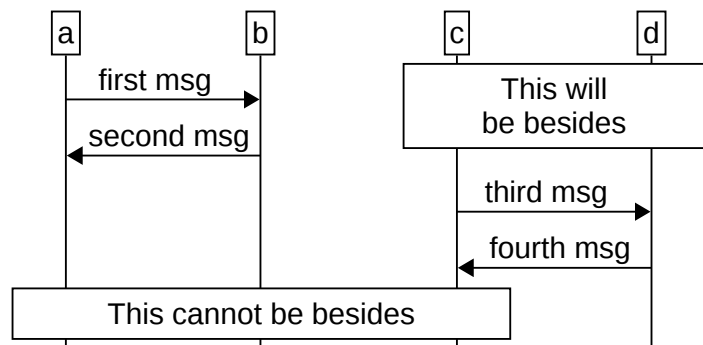 a
b
c
d
first msg
This will
be besides
second msg
third msg
fourth msg
This cannot be besides